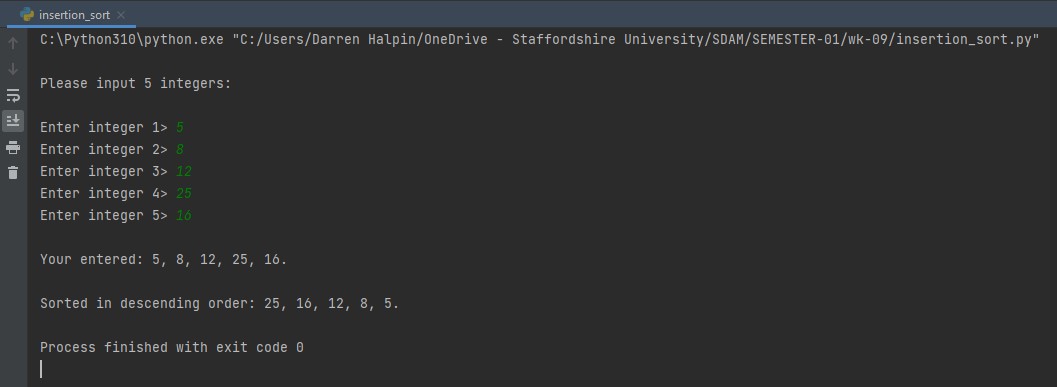 insertion_sort
C:\Python310\python.exe "C:/Users/Darren Halpin/OneDrive - Staffordshire University/SDAM/SEMESTER-01/wk-09/insertion_sort.py"
Please input 5 integers:
Enter integer 1> 5
Enter integer 2> 8
Enter integer 3> 12
Enter integer 4> 25
Enter integer 5> 16
Your entered: 5, 8, 12, 25, 16.
Sorted in descending order: 25, 16, 12, 8, 5.
Process finished with exit code 0